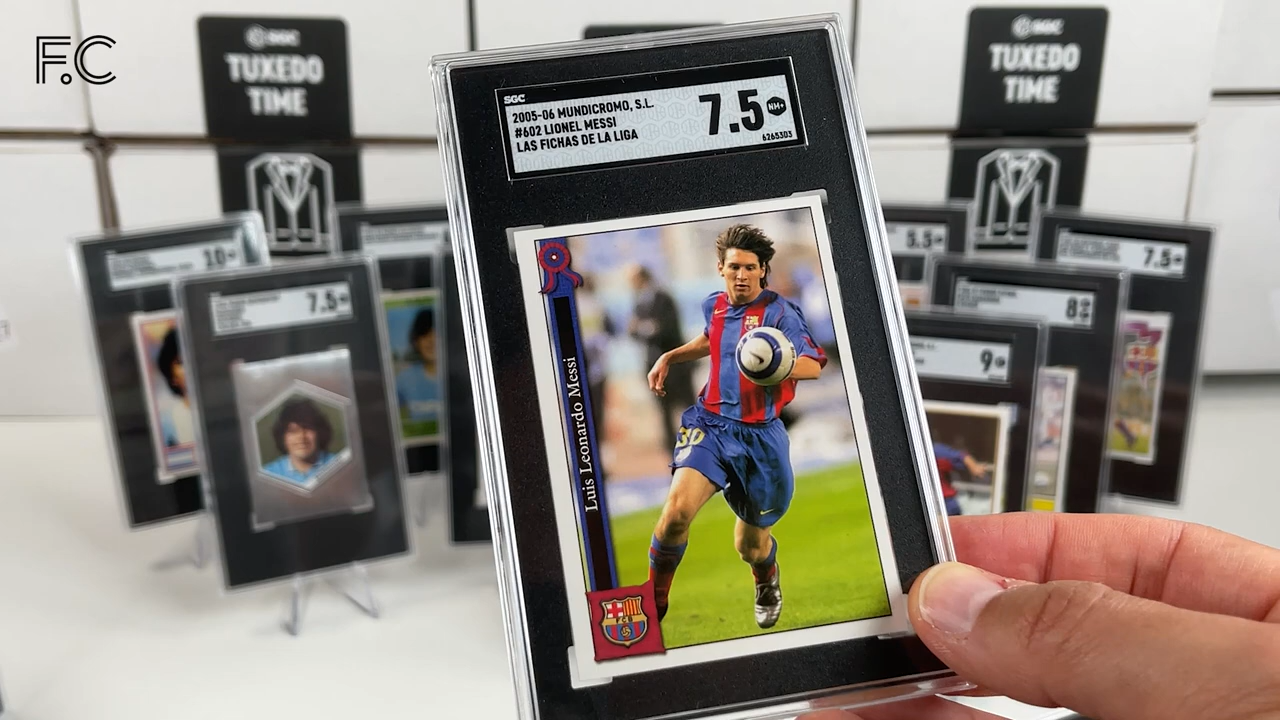 F.C
SGC
TUXEDO
TIME
SGC
TUXEDO
TIME
SGC
2005-06 MUNDICROMO, S.L.
#602 LIONEL MESSI
LAS FICHAS DE LA LIGA
7.5
NM+
6265303
Luis Leonardo Messi
FCB
30
10
7.5
5.5
7.5
8
9